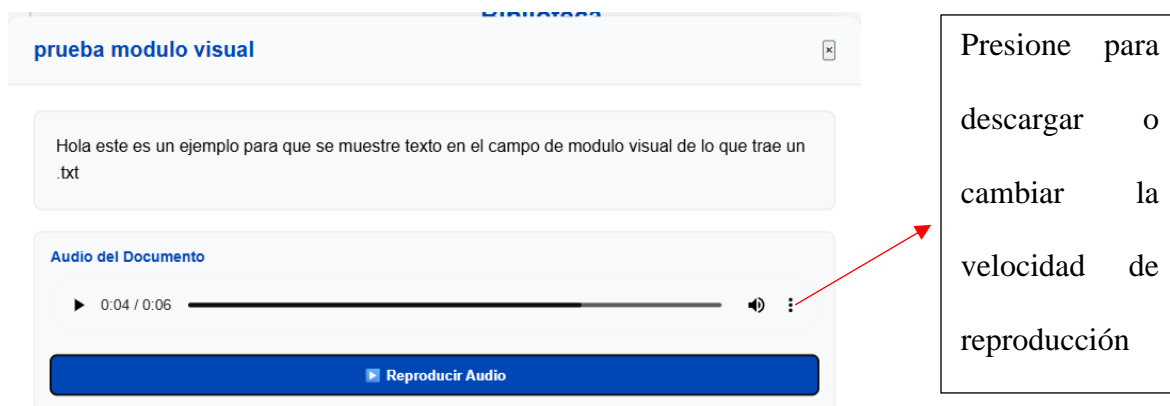 Biblioteca
prueba modulo visual
Hola este es un ejemplo para que se muestre texto en el campo de modulo visual de lo que trae un
.txt
Audio del Documento
0:04 / 0:06
Reproducir Audio
Presione para
descargar o
cambiar la
velocidad de
reproducción